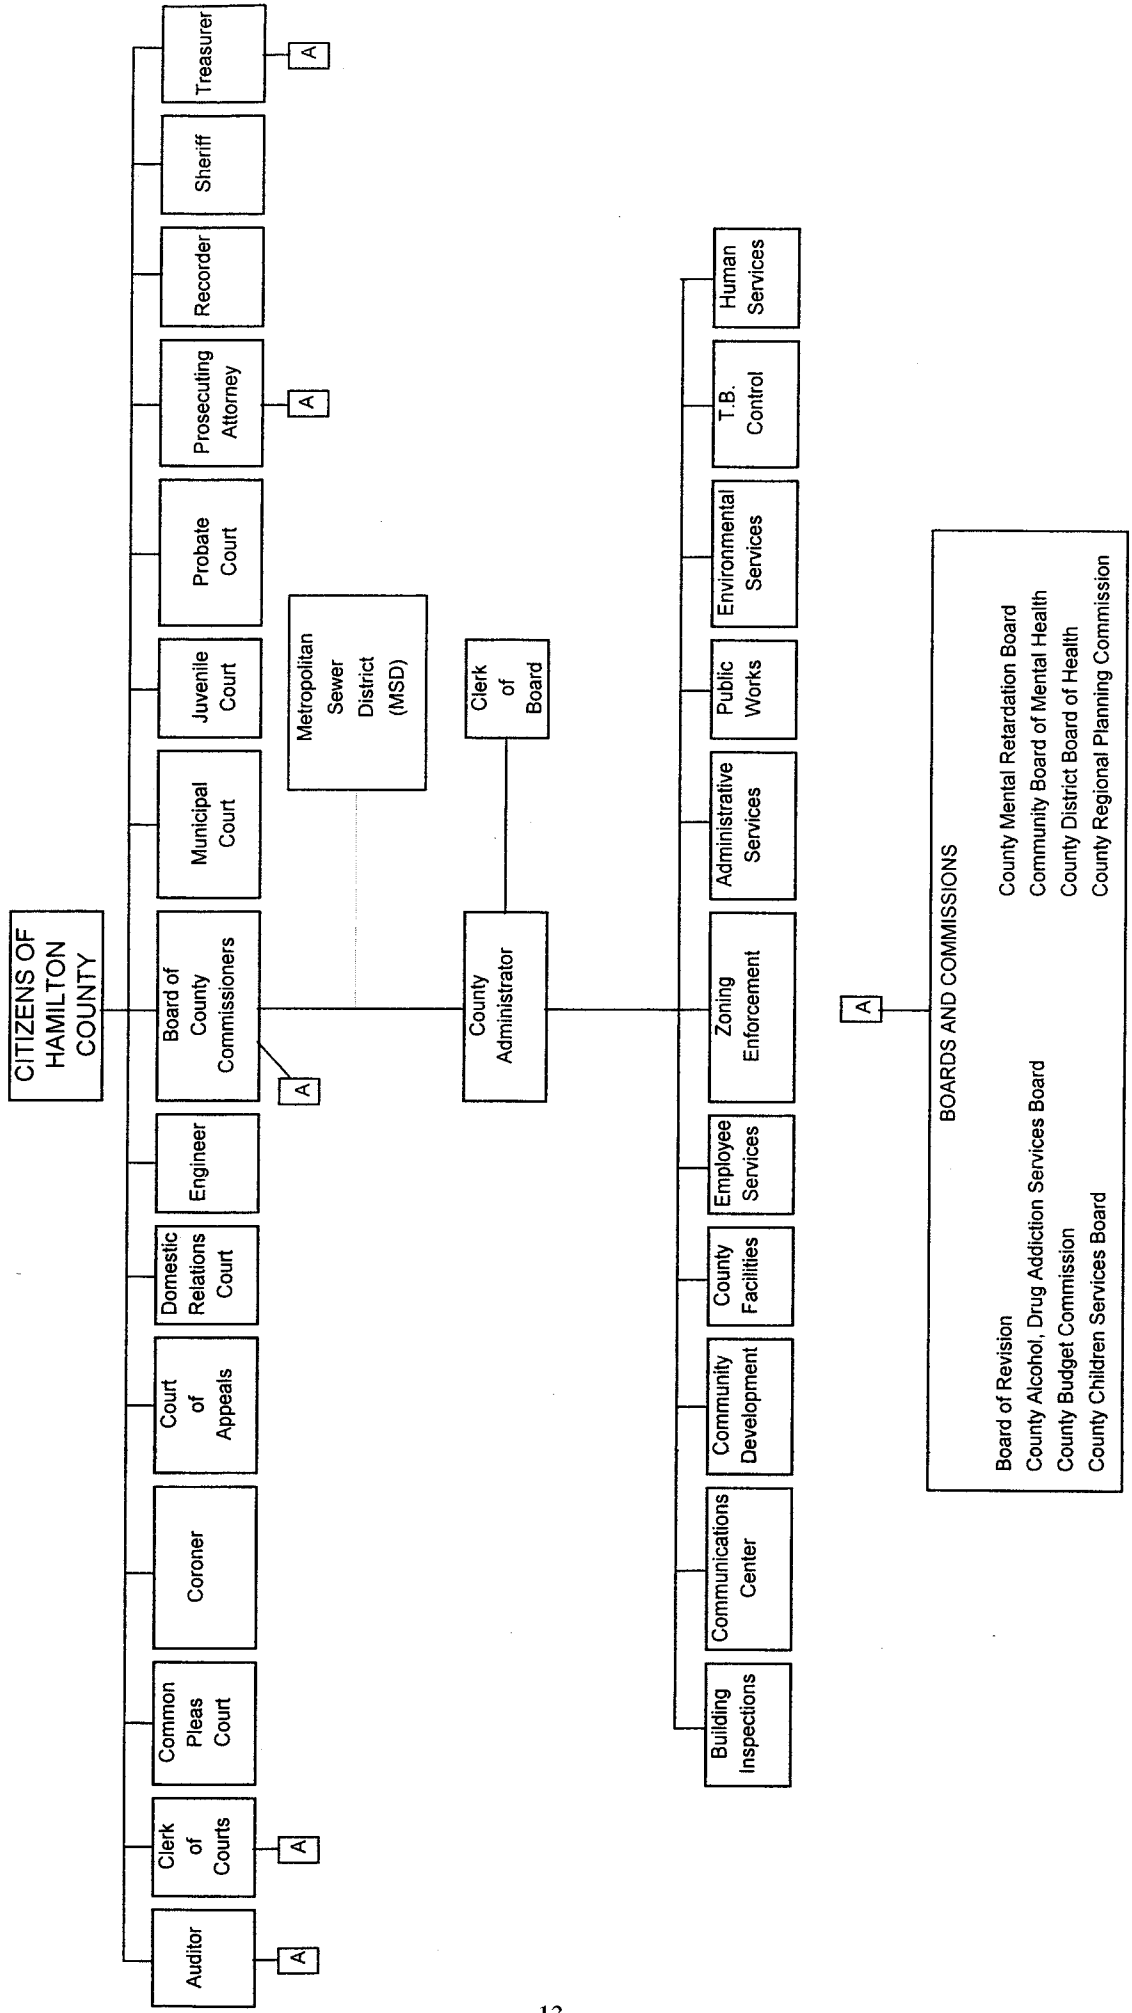 CITIZENS OF
HAMILTON
COUNTY
Auditor
A
Clerk
of
Courts
A
Common
Pleas
Court
Coroner
Court
of
Appeals
Domestic
Relations
Court
Engineer
Board of
County
Commissioners
A
Municipal
Court
Juvenile
Court
Probate
Court
Prosecuting
Attorney
A
Recorder
Sheriff
Treasurer
A
Metropolitan
Sewer
District
(MSD)
County
Administrator
Clerk
of
Board
Building
Inspections
Communications
Center
Community
Development
County
Facilities
Employee
Services
Zoning
Enforcement
Administrative
Services
Public
Works
Environmental
Services
T.B.
Control
Human
Services
A
BOARDS AND COMMISSIONS
Board of Revision
County Alcohol, Drug Addiction Services Board
County Budget Commission
County Children Services Board
County Mental Retardation Board
Community Board of Mental Health
County District Board of Health
County Regional Planning Commission